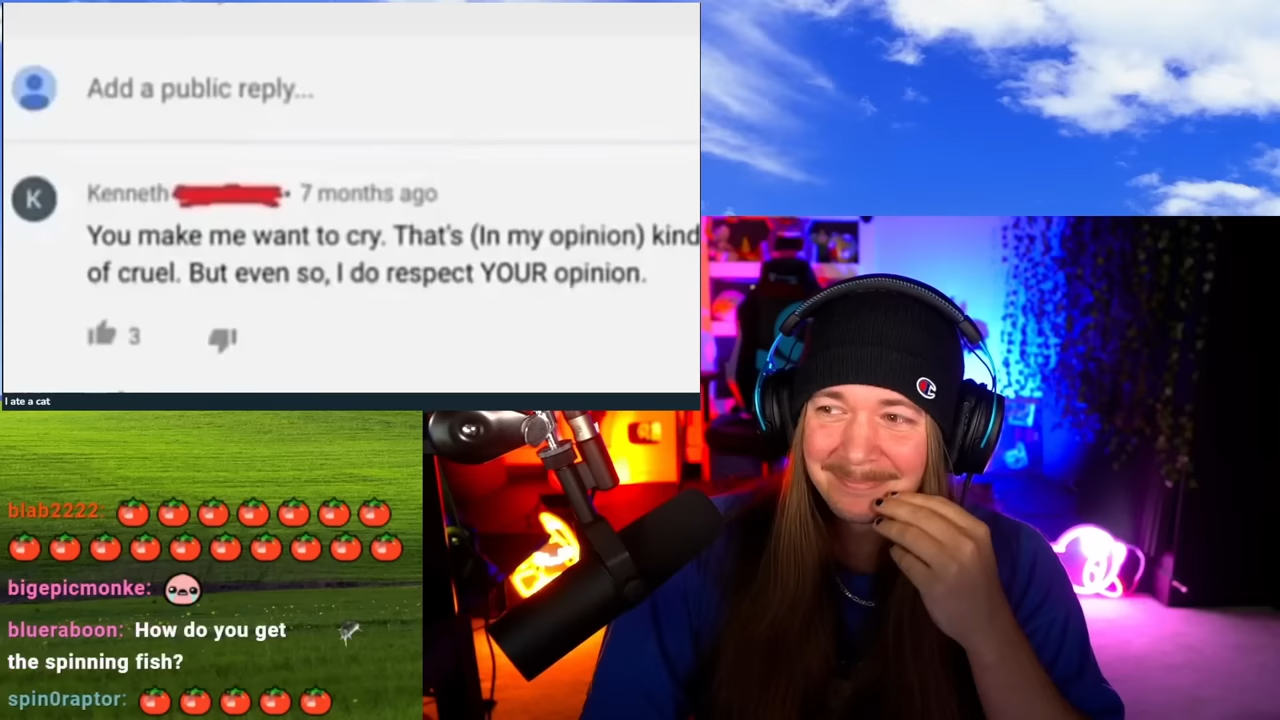 Add a public reply...
K
Kenneth
7 months ago
You make me want to cry. That's (In my opinion) kind
of cruel. But even so, I do respect YOUR opinion.
3
I ate a cat
blab2222
bigepicmonke:
blueraboon: How do you get
the spinning fish?
spin0raptor: